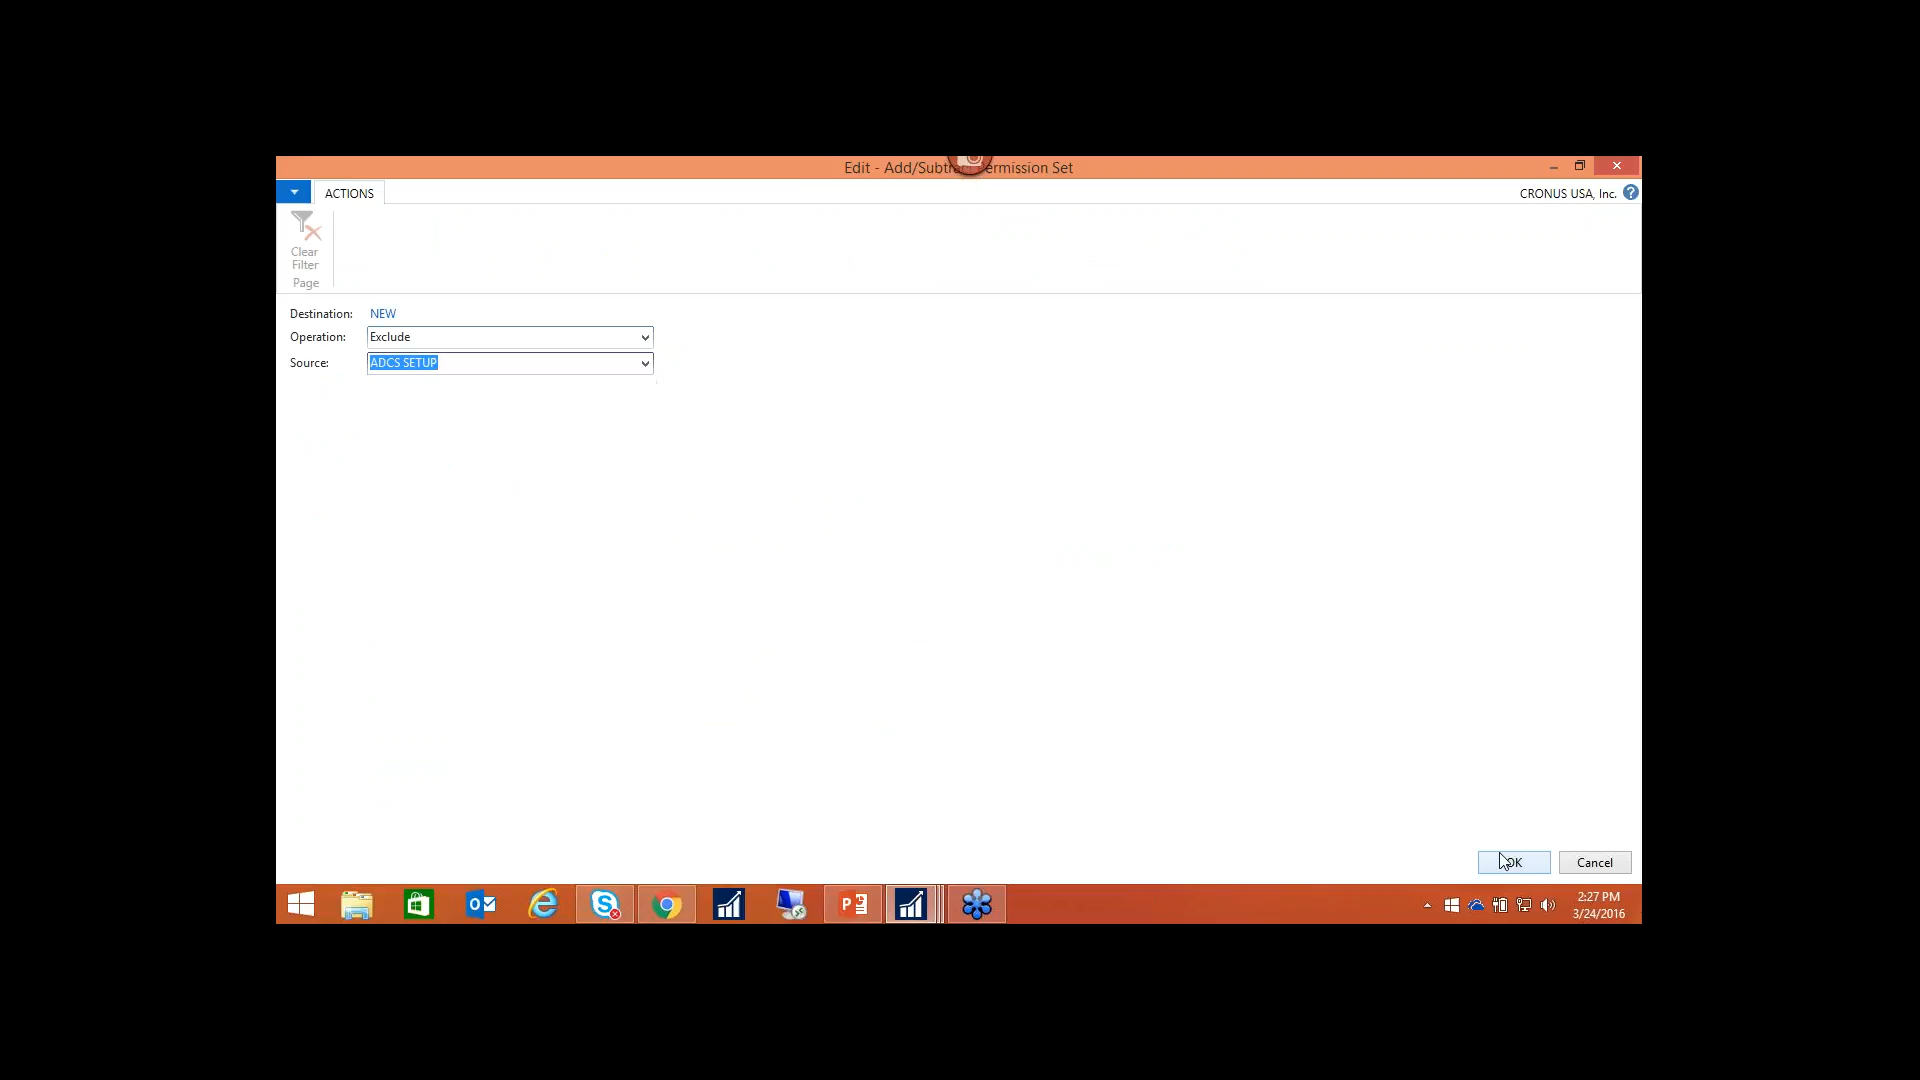 Edit - Add/Subtra ermission Set
ACTIONS
CRONUS USA, Inc.
?
Clear
Filter
Page
Destination: NEW
Operation: Exclude
Source: ADCS SETUP
OK Cancel
2:27 PM
3/24/2016